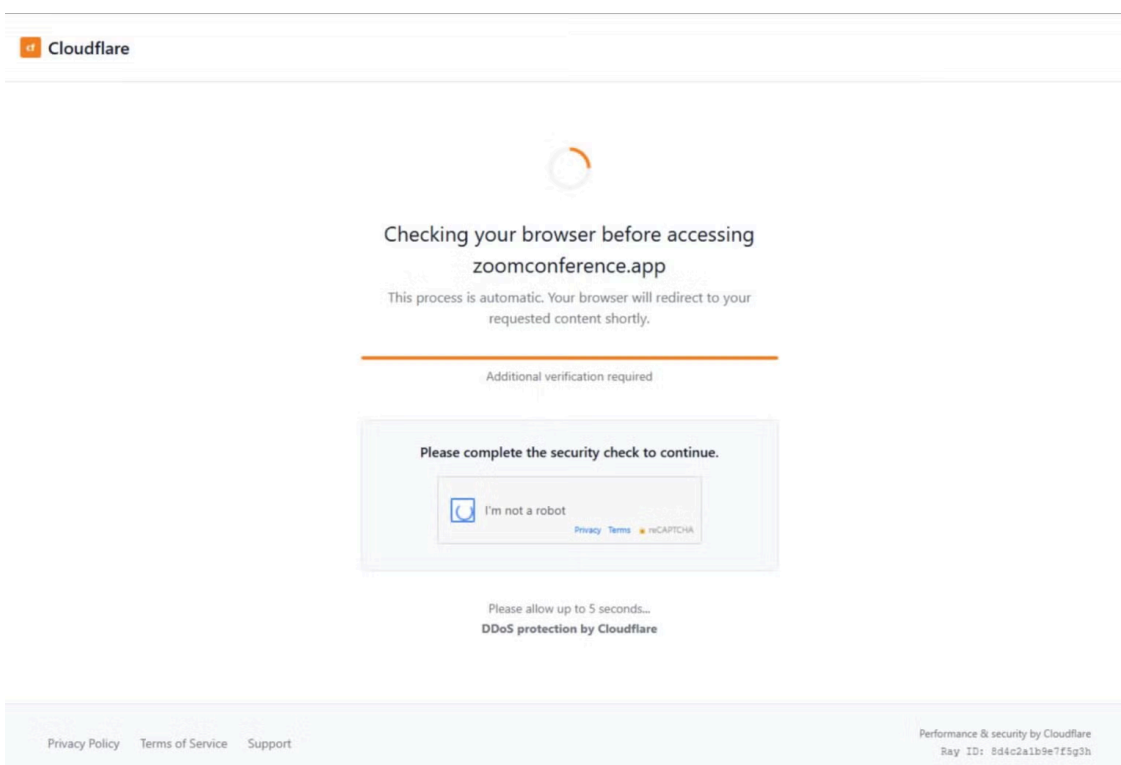 cf Cloudflare
Checking your browser before accessing
zoomconference.app
This process is automatic. Your browser will redirect to your
requested content shortly.
Additional verification required
Please complete the security check to continue.
I'm not a robot
Privacy Terms reCAPTCHA
Please allow up to 5 seconds...
DDoS protection by Cloudflare
Privacy Policy Terms of Service Support
Performance & security by Cloudflare
Ray ID: 8d4c2a1b9e7f5g3h